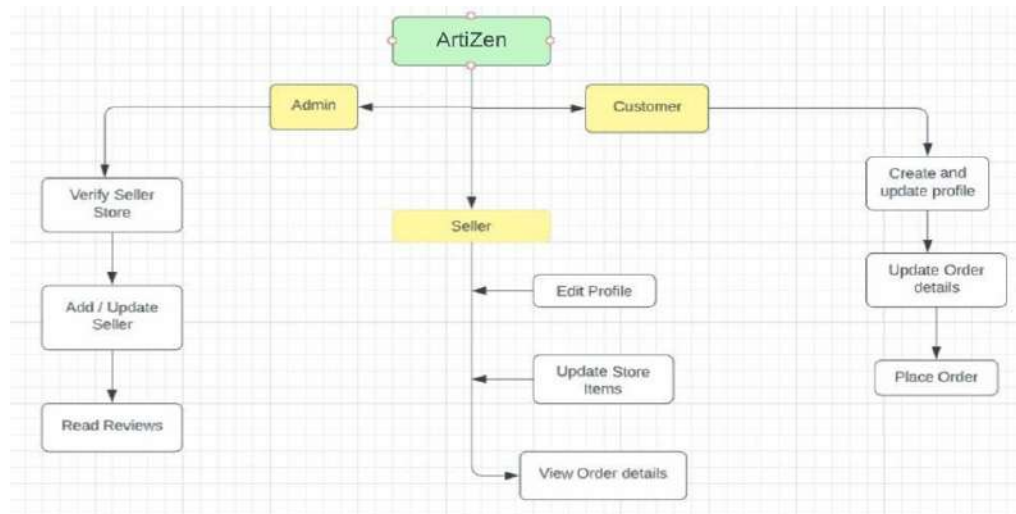 ArtiZen
Admin
Customer
Verify Seller
Store
Add / Update
Seller
Read Reviews
Seller
Edit Profile
Update Store
Items
View Order details
Create and
update profile
Update Order
details
Place Order